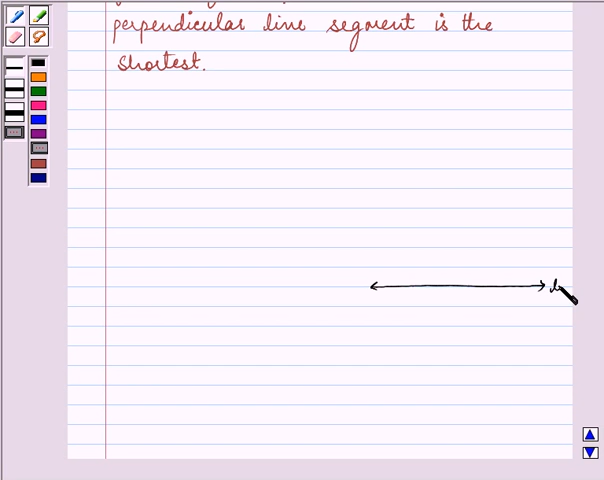 perpendicular line segment is the
shortest.
l